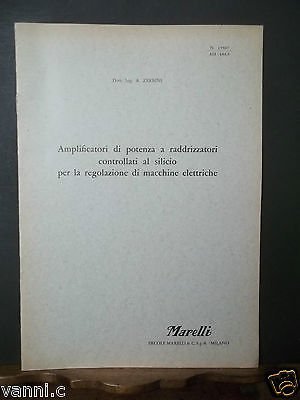 Dott. Ing. R. ZERBINI
Amplificatori di potenza a raddrizzatori
controllati al silicio
per la regolazione di macchine elettriche
Marelli
ERCOLE MARELLI & C. S.p.A. - MILANO
vanni.c